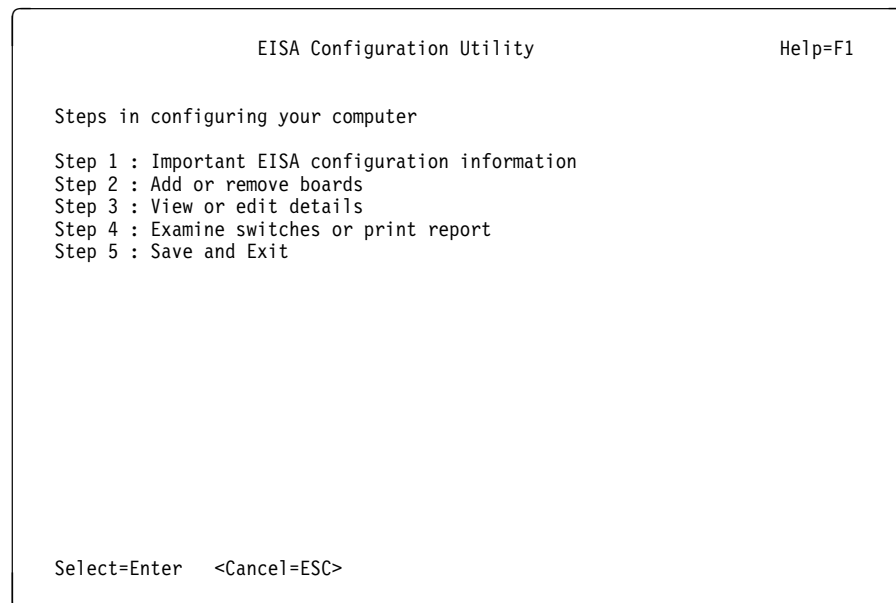 EISA Configuration Utility Help=F1
Steps in configuring your computer
Step 1 : Important EISA configuration information
Step 2 : Add or remove boards
Step 3 : View or edit details
Step 4 : Examine switches or print report
Step 5 : Save and Exit
Select=Enter <Cancel=ESC>